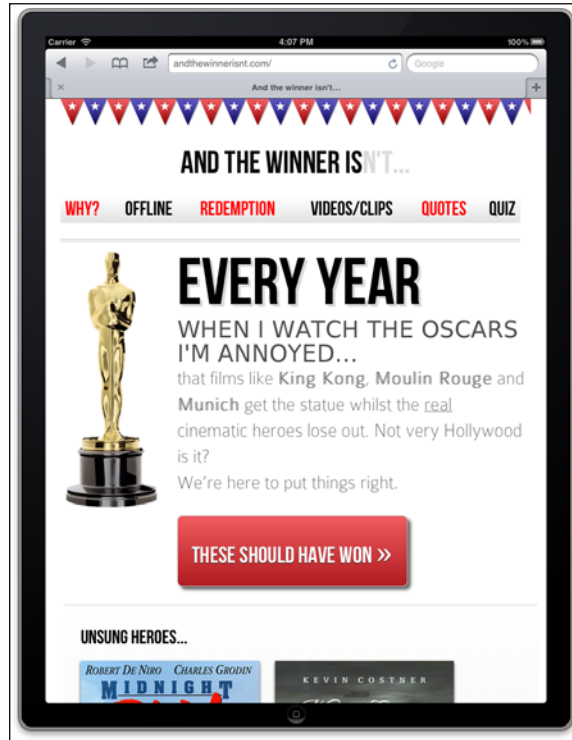 Carrier 4:07 PM 100%
andthewinnerisnt.com/ Google
And the winner isn't...
AND THE WINNER ISN'T...
WHY? OFFLINE REDEMPTION VIDEOS/CLIPS QUOTES QUIZ
EVERY YEAR
WHEN I WATCH THE OSCARS
I'M ANNOYED...
that films like King Kong, Moulin Rouge and
Munich get the statue whilst the real
cinematic heroes lose out. Not very Hollywood
is it?
We're here to put things right.
THESE SHOULD HAVE WON »
UNSUNG HEROES...
ROBERT DE NIRO CHARLES GRODIN
MIDNIGHT
KEVIN COSTNER